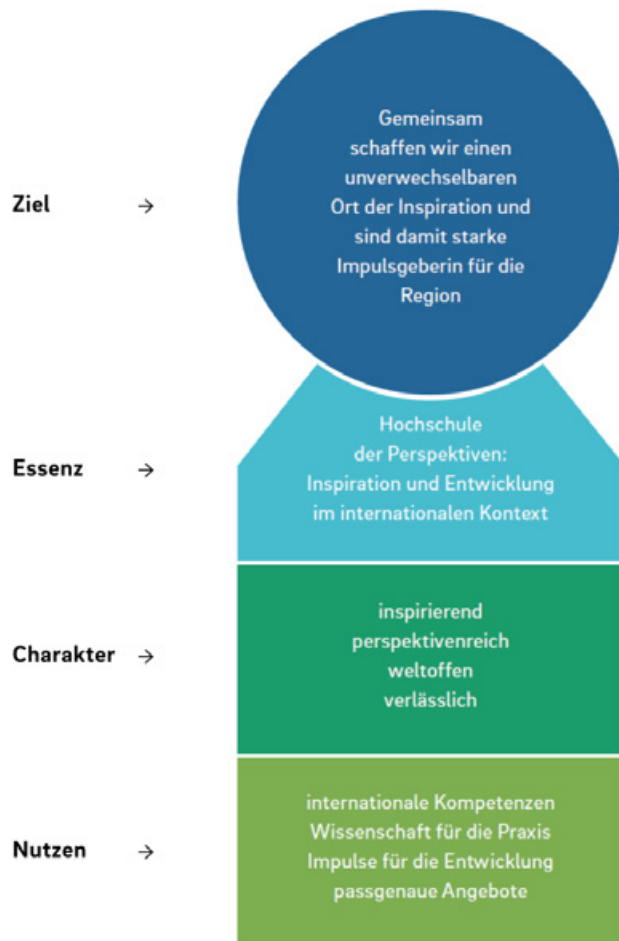 Gemeinsam
schaffen wir einen
unverwechselbaren
Ziel → Ort der Inspiration und
sind damit starke
Impulsgeberin für die
Region
Hochschule
der Perspektiven:
Essenz → Inspiration und Entwicklung
im internationalen Kontext
inspirierend
perspektivenreich
Charakter → weltoffen
verlässlich
internationale Kompetenzen
Wissenschaft für die Praxis
Nutzen → Impulse für die Entwicklung
passgenaue Angebote